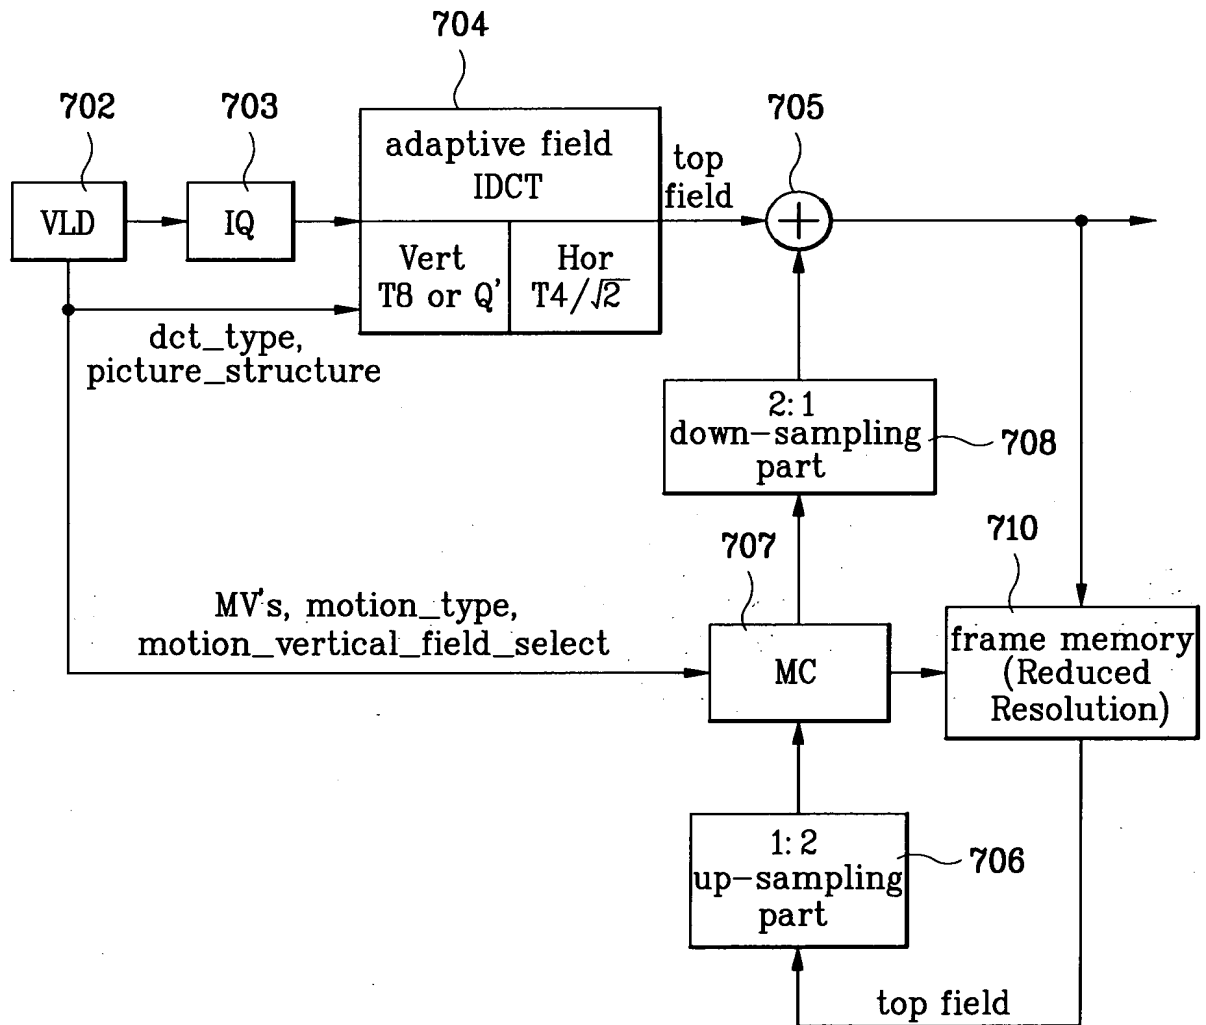 704
702
703
705
adaptive field
IDCT
top
field
VLD
IQ
+
Vert
T8 or Q'
Hor
T4/√2
dct_type,
picture_structure
2:1
down-sampling
part
708
710
707
MV's, motion_type,
motion_vertical_field_select
MC
frame memory
(Reduced
Resolution)
1:2
up-sampling
part
706
top field